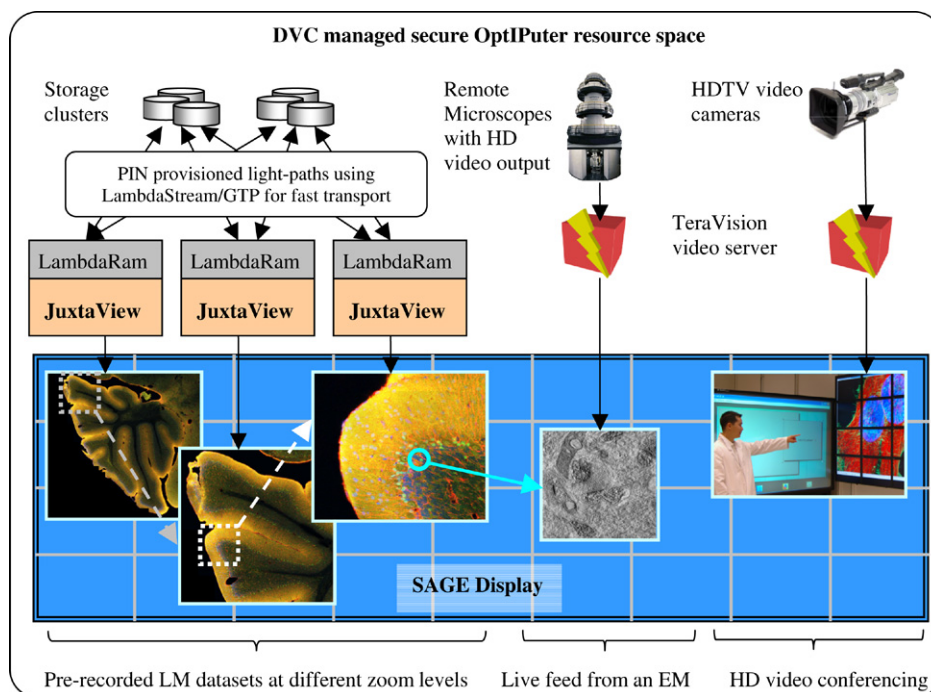 DVC managed secure OptIPuter resource space
Storage
clusters
Remote
Microscopes
with HD
video output
HDTV video
cameras
PIN provisioned light-paths using
LambdaStream/GTP for fast transport
TeraVision
video server
LambdaRam
LambdaRam
LambdaRam
JuxtaView
JuxtaView
JuxtaView
SAGE Display
Pre-recorded LM datasets at different zoom levels
Live feed from an EM
HD video conferencing